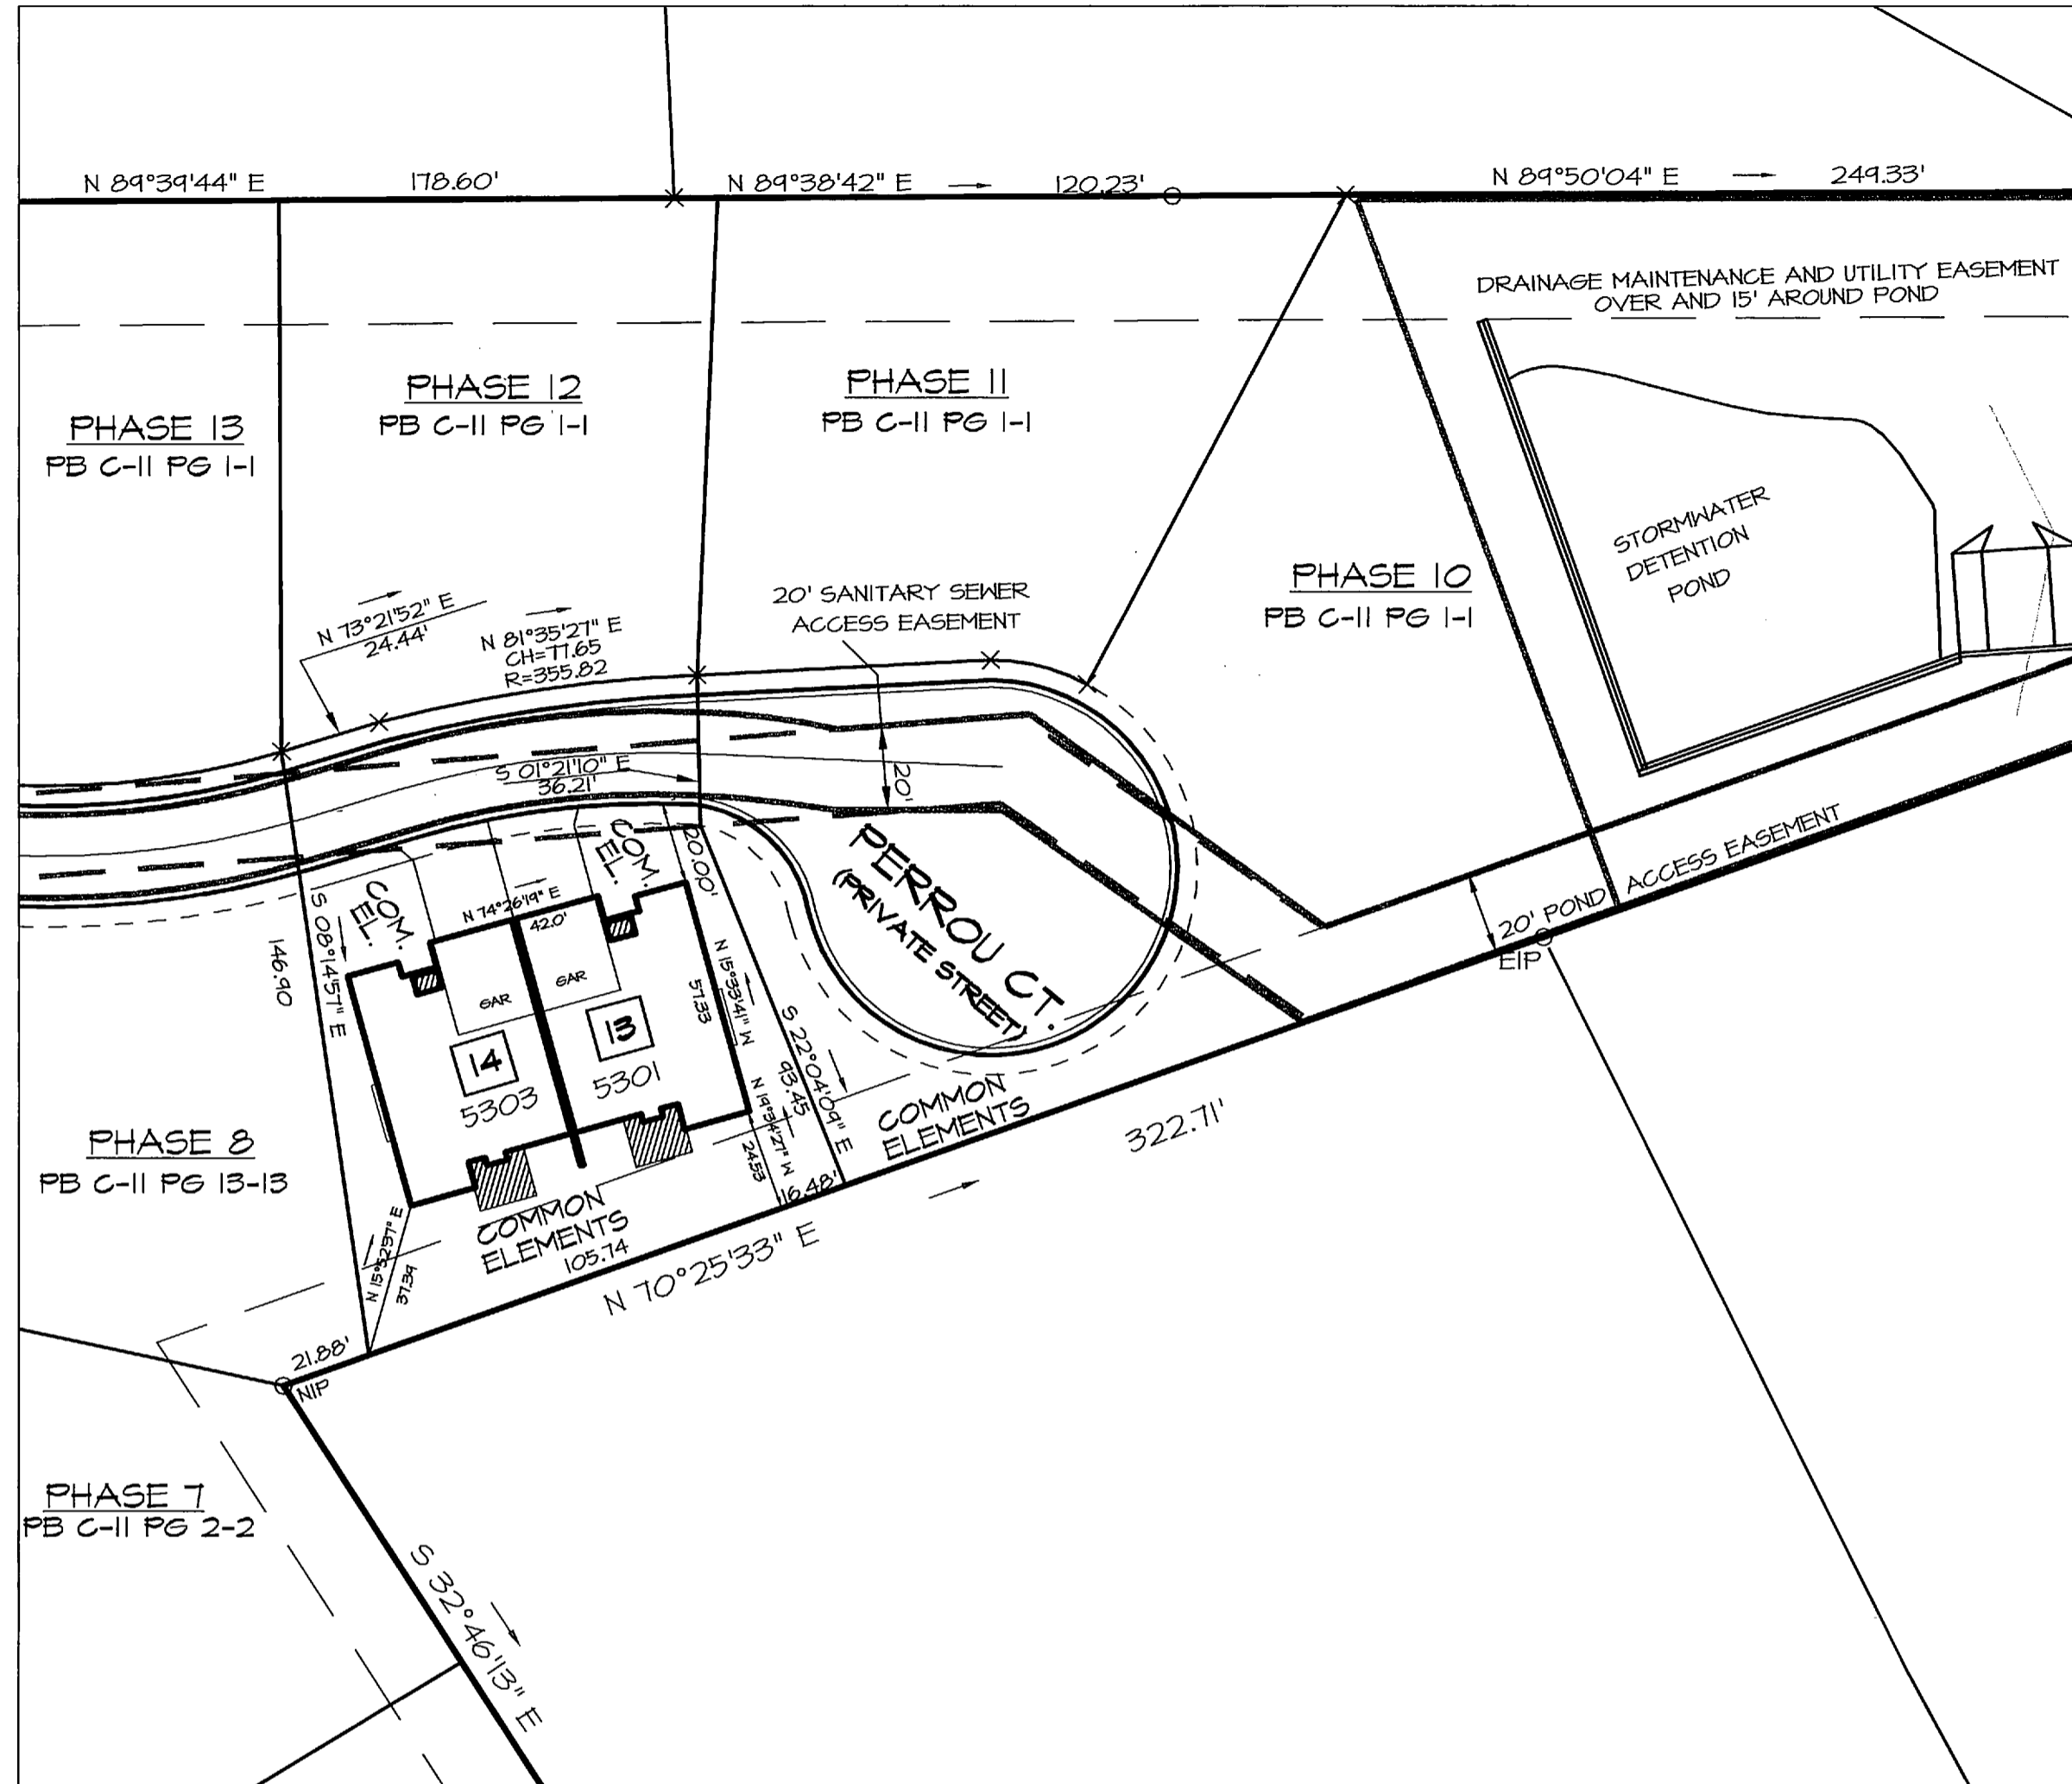 N 89°39'44" E
178.60'
N 89°38'42" E
120.23'
N 89°50'04" E
249.33'
DRAINAGE MAINTENANCE AND UTILITY EASEMENT
OVER AND 15' AROUND POND
PHASE 13
PB C-11 PG 1-1
PHASE 12
PB C-11 PG 1-1
PHASE 11
PB C-11 PG 1-1
PHASE 10
PB C-11 PG 1-1
STORMWATER
DETENTION
POND
N 73°21'52" E
24.44'
N 81°35'27" E
CH=77.65
R=355.82
20' SANITARY SEWER
ACCESS EASEMENT
S 01°21'10" E
36.21'
20'
PERROU CT.
(PRIVATE STREET)
20' POND ACCESS EASEMENT
EIP
COM.
EL.
COM.
EL.
20.00'
N 74°26'19" E
42.0'
S 08°14'57" E
146.90
GAR
GAR
14
5303
13
5301
N 15°33'41" W
57.33
S 22°04'09" E
93.45
N 19°34'27" W
24.53
16.48'
COMMON
ELEMENTS
322.71'
PHASE 8
PB C-11 PG 13-13
N 15°52'37" E
37.39
COMMON
ELEMENTS
105.74
N 70°25'33" E
21.88'
NIP
PHASE 7
PB C-11 PG 2-2
S 32°46'13" E